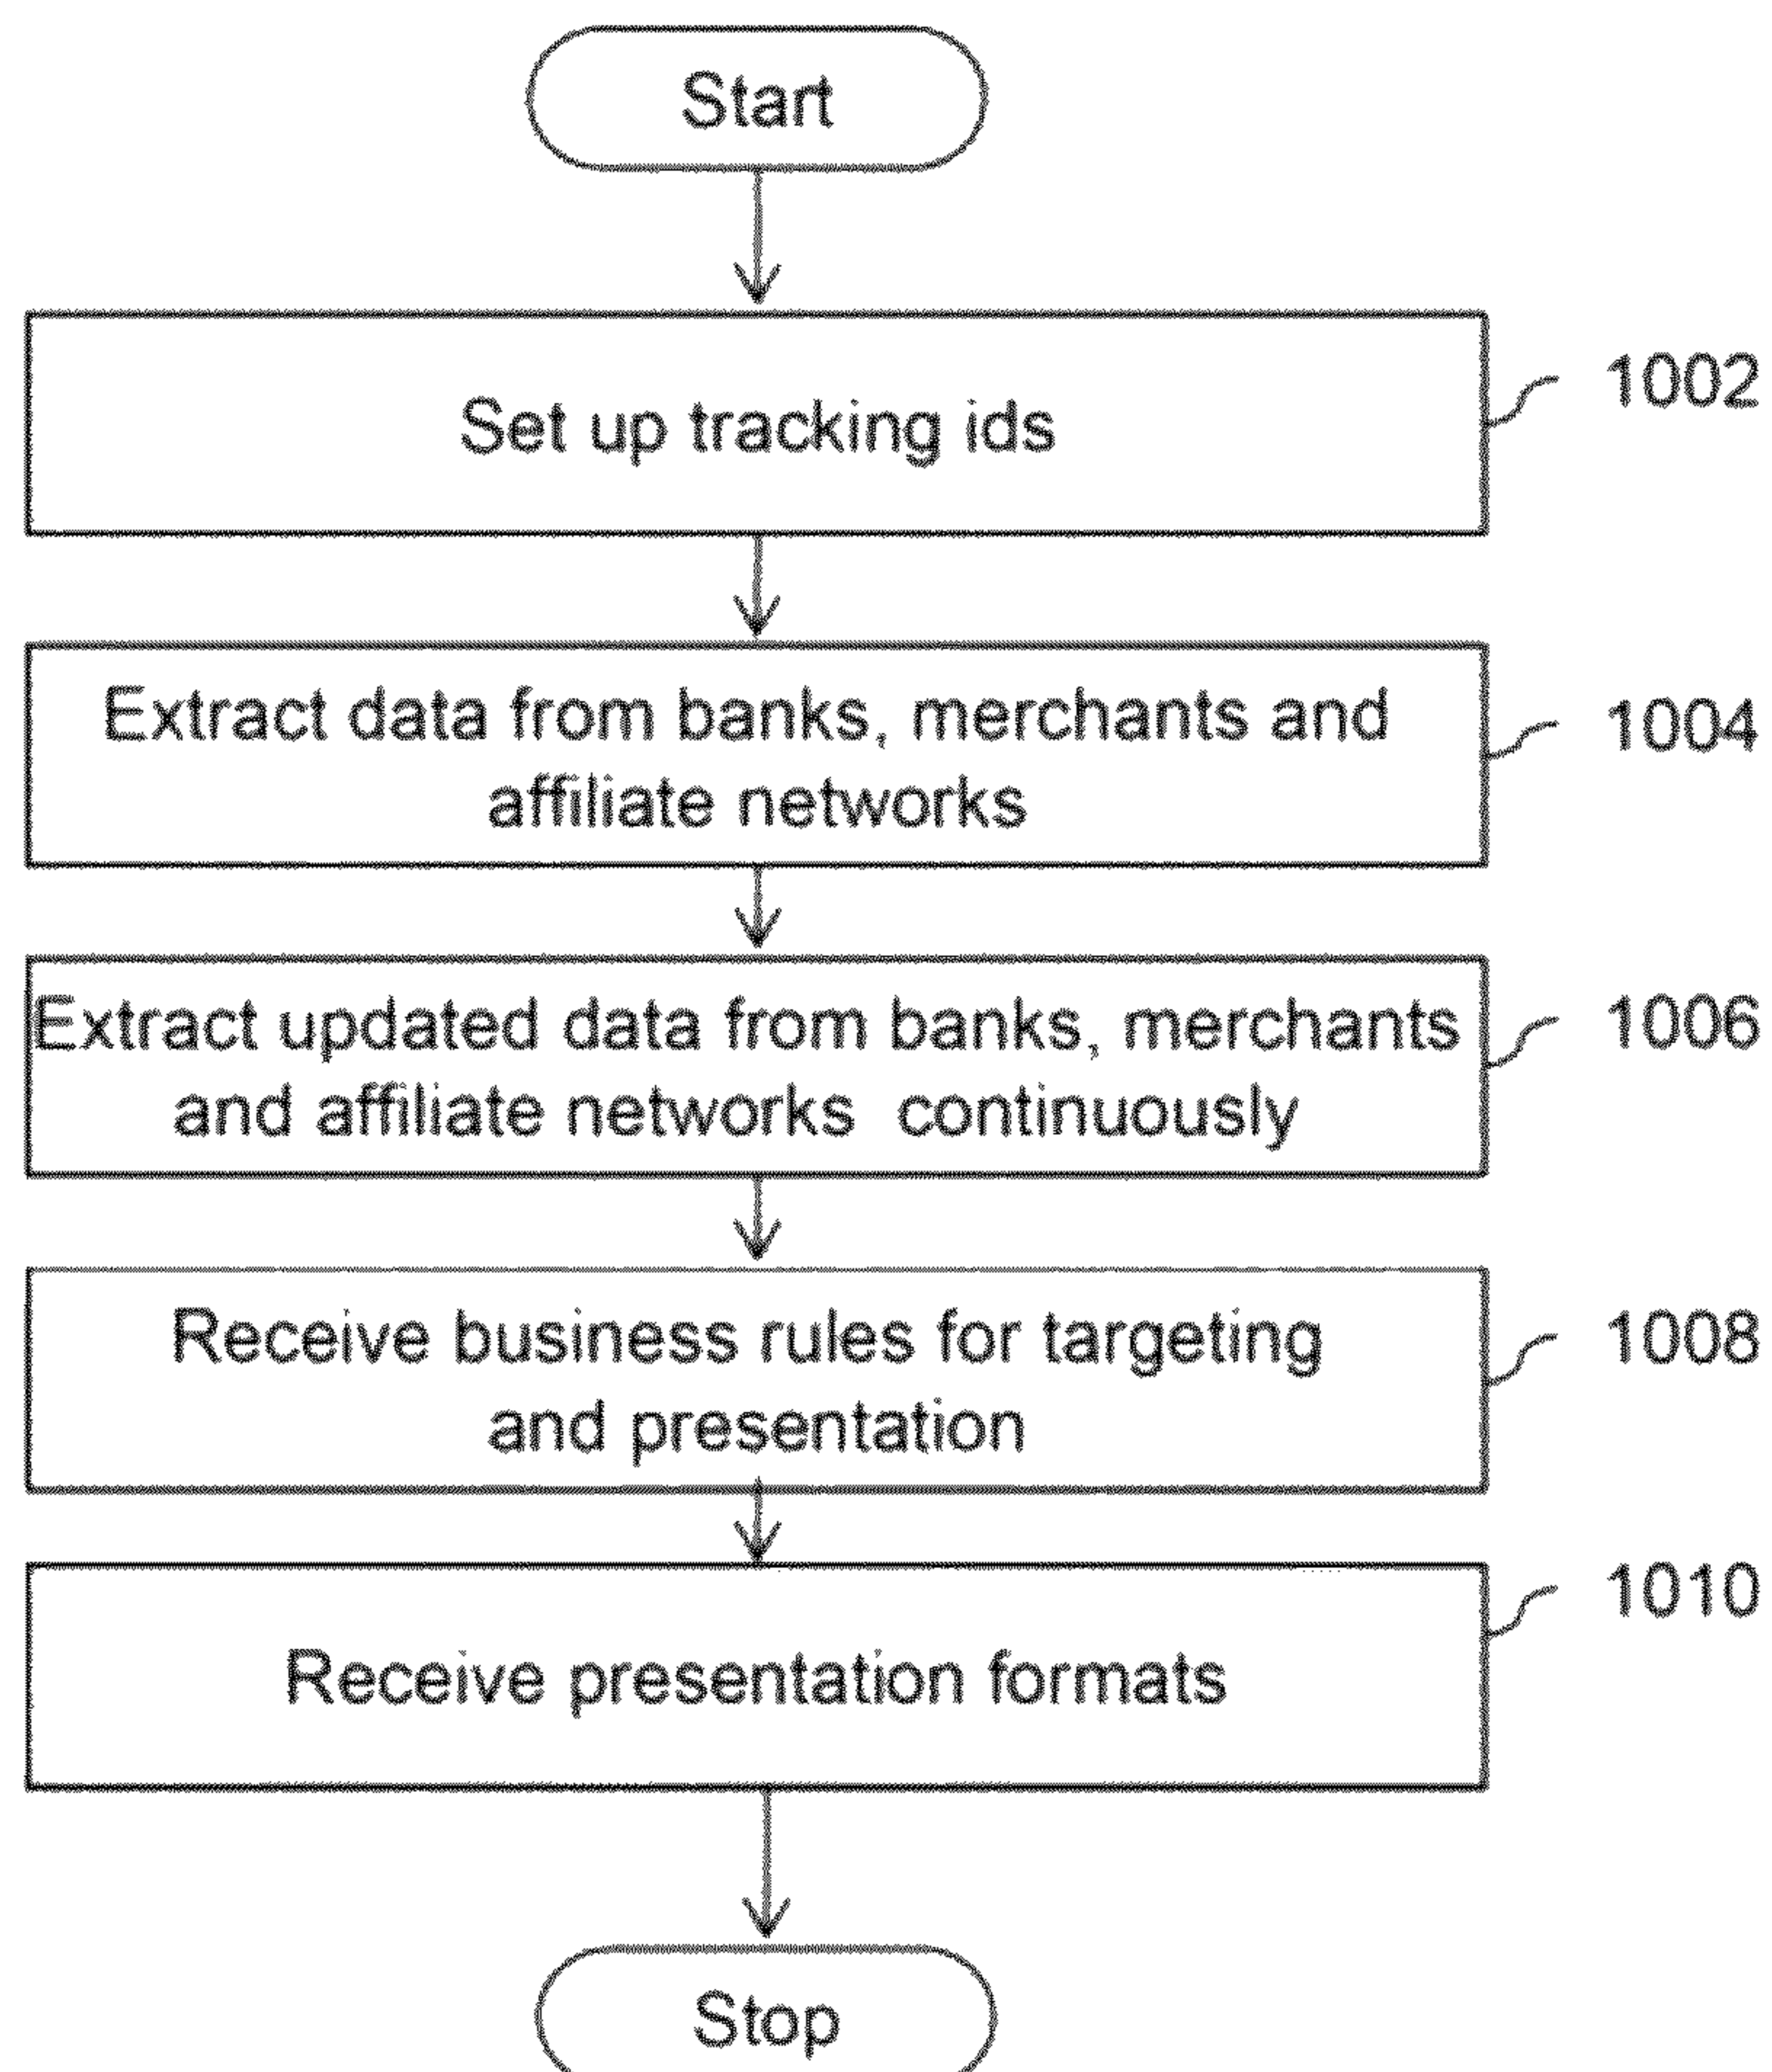 Start
Set up tracking ids
1002
Extract data from banks, merchants and
affiliate networks
1004
Extract updated data from banks, merchants
and affiliate networks continuously
1006
Receive business rules for targeting
and presentation
1008
Receive presentation formats
1010
Stop